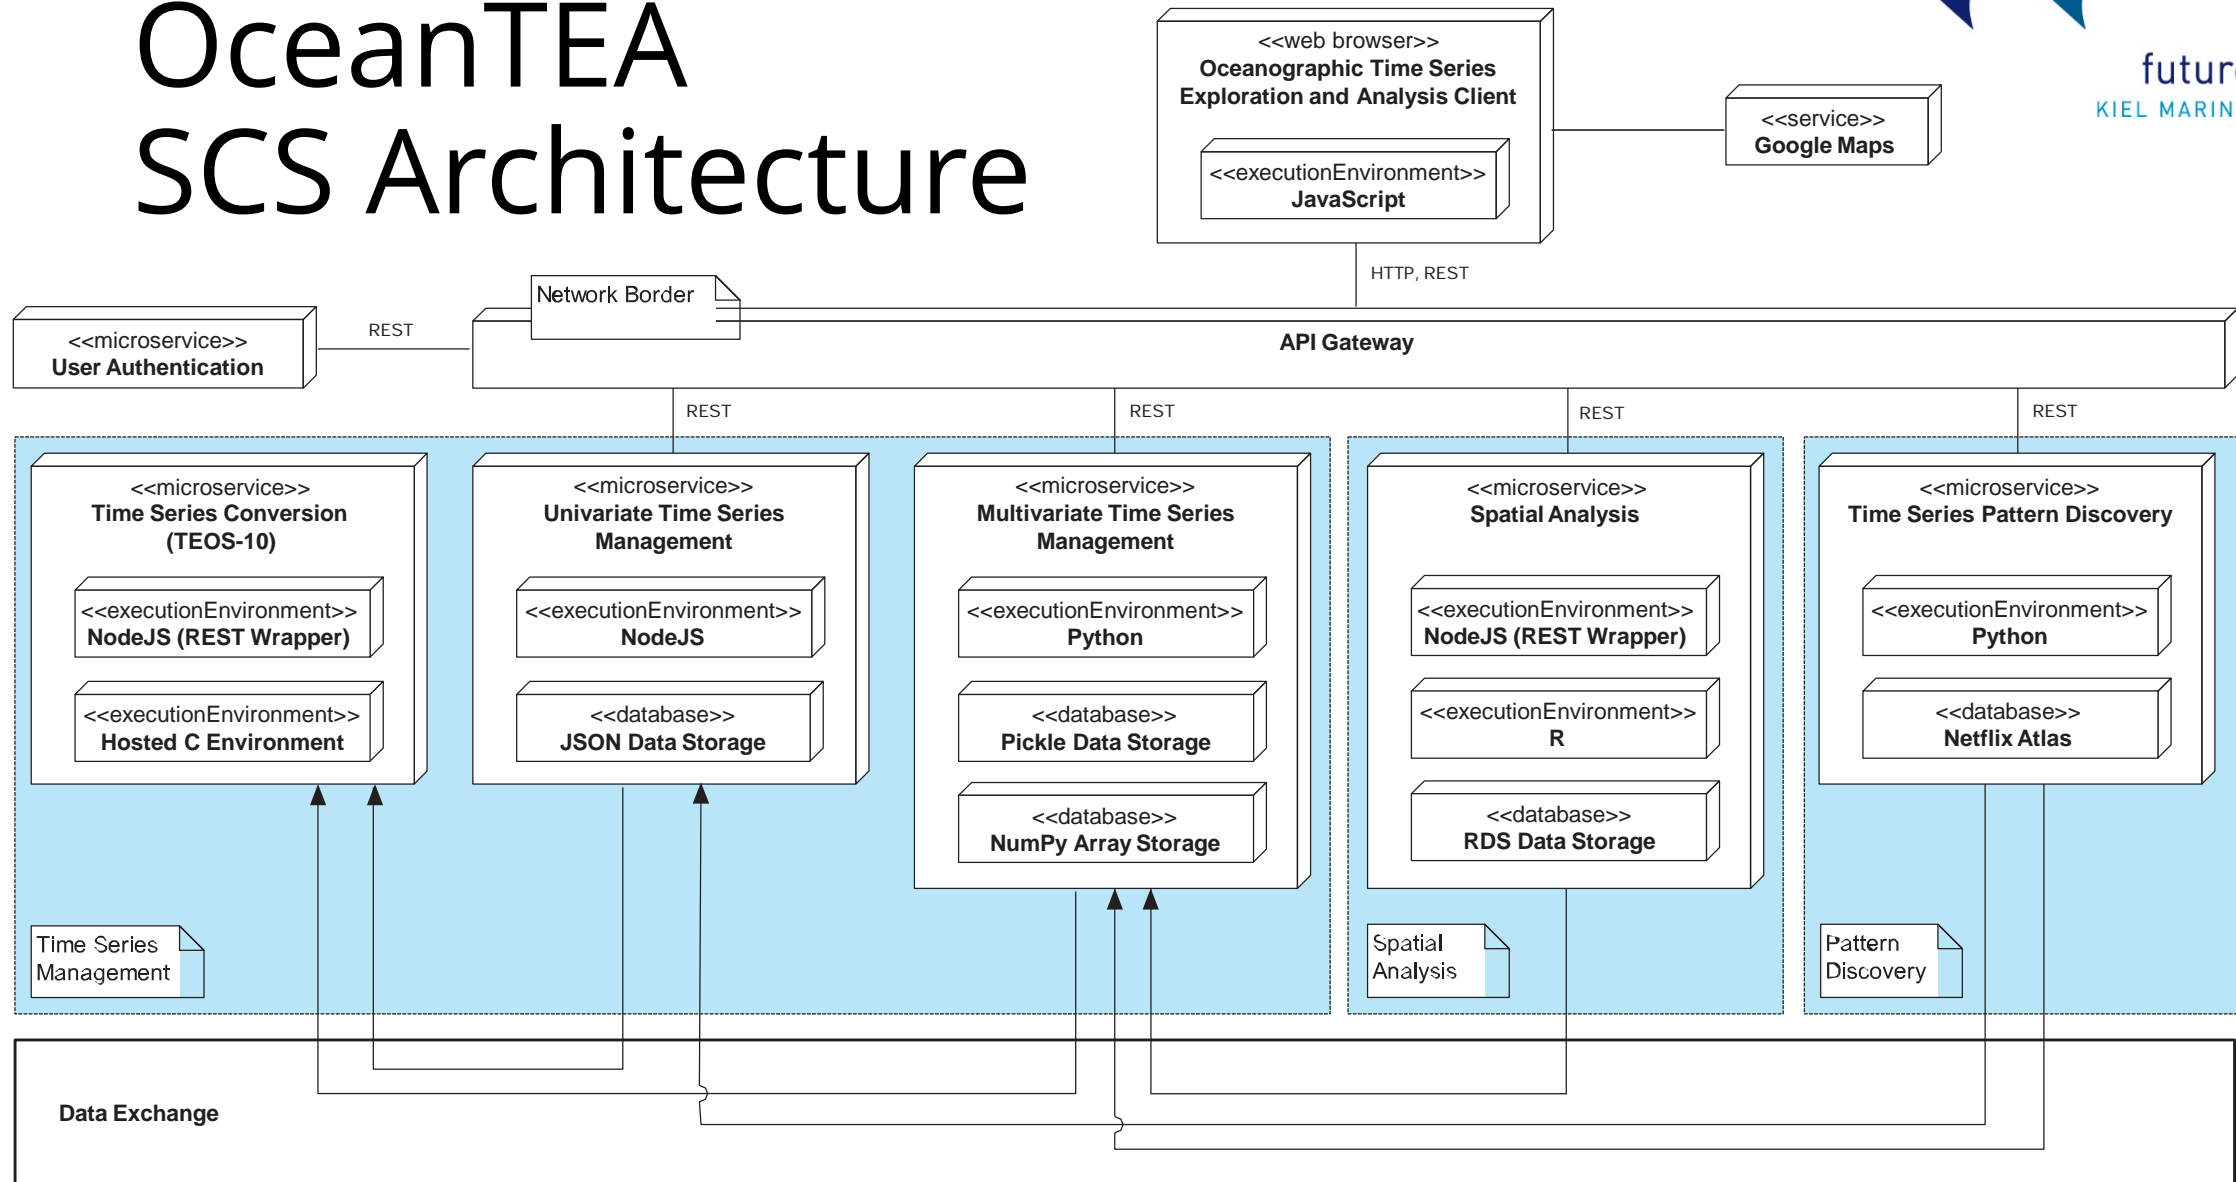 OceanTEA
SCS Architecture
<<web browser>>
Oceanographic Time Series
Exploration and Analysis Client
<<executionEnvironment>>
JavaScript
<<service>>
Google Maps
KIEL MARIN
HTTP, REST
Network Border
<<microservice>>
User Authentication
REST
API Gateway
REST
REST
REST
REST
<<microservice>>
Time Series Conversion
(TEOS-10)
<<executionEnvironment>>
NodeJS (REST Wrapper)
<<executionEnvironment>>
Hosted C Environment
<<microservice>>
Univariate Time Series
Management
<<executionEnvironment>>
NodeJS
<<database>>
JSON Data Storage
<<microservice>>
Multivariate Time Series
Management
<<executionEnvironment>>
Python
<<database>>
Pickle Data Storage
<<database>>
NumPy Array Storage
<<microservice>>
Spatial Analysis
<<executionEnvironment>>
NodeJS (REST Wrapper)
<<executionEnvironment>>
R
<<database>>
RDS Data Storage
<<microservice>>
Time Series Pattern Discovery
<<executionEnvironment>>
Python
<<database>>
Netflix Atlas
Time Series
Management
Spatial
Analysis
Pattern
Discovery
Data Exchange